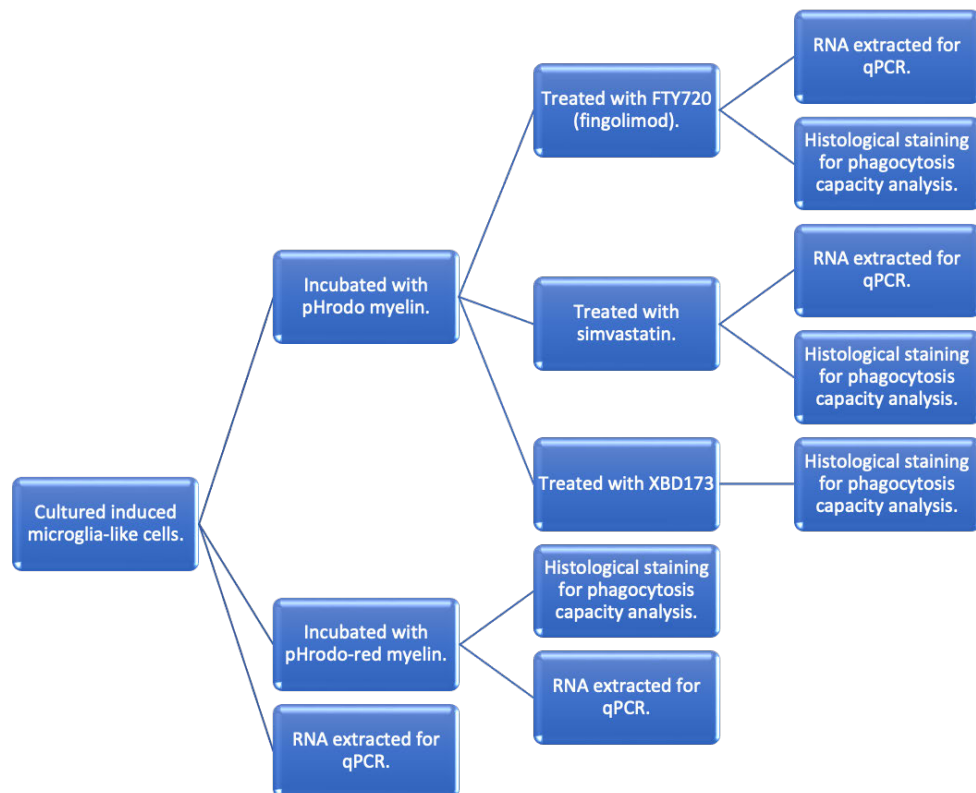 Cultured induced
microglia-like cells.
Incubated with
pHrodo myelin.
Treated with FTY720
(fingolimod).
RNA extracted for
qPCR.
Histological staining
for phagocytosis
capacity analysis.
Treated with
simvastatin.
RNA extracted for
qPCR.
Histological staining
for phagocytosis
capacity analysis.
Treated with XBD173
Histological staining
for phagocytosis
capacity analysis.
Incubated with
pHrodo-red myelin.
Histological staining
for phagocytosis
capacity analysis.
RNA extracted for
qPCR.
RNA extracted for
qPCR.